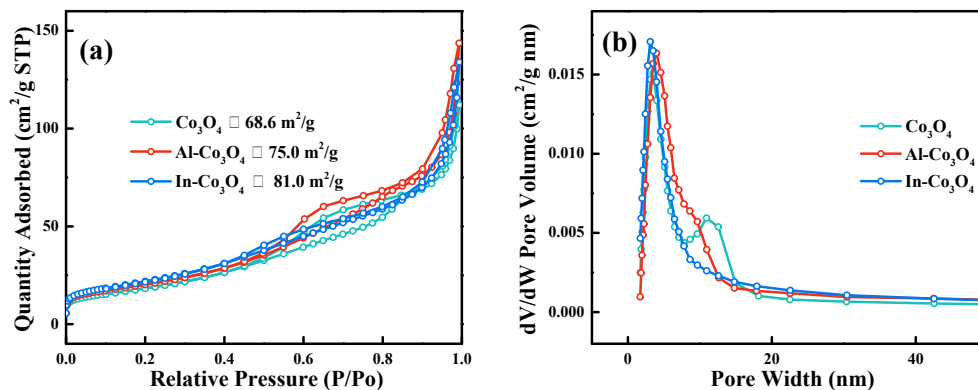 (a)
Quantity Adsorbed (cm²/g STP)
150
100
50
0
Co₃O₄ □ 68.6 m²/g
Al-Co₃O₄ □ 75.0 m²/g
In-Co₃O₄ □ 81.0 m²/g
0.0 0.2 0.4 0.6 0.8 1.0
Relative Pressure (P/Po)
(b)
dV/dW Pore Volume (cm²/g nm)
0.015
0.010
0.005
0.000
Co₃O₄
Al-Co₃O₄
In-Co₃O₄
0 20 40
Pore Width (nm)